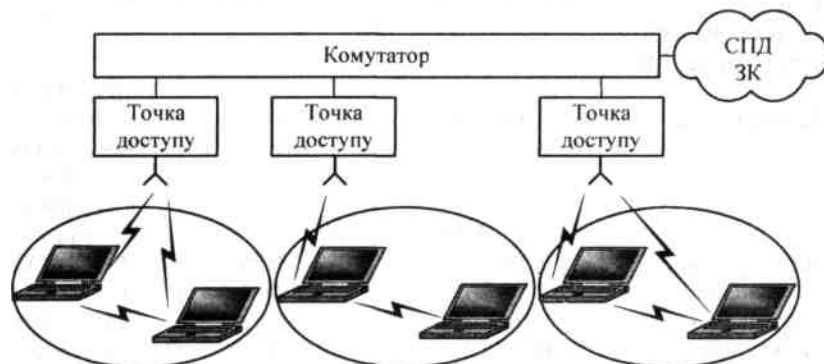 Комутатор
СПД
ЗК
Точка
доступу
Точка
доступу
Точка
доступу